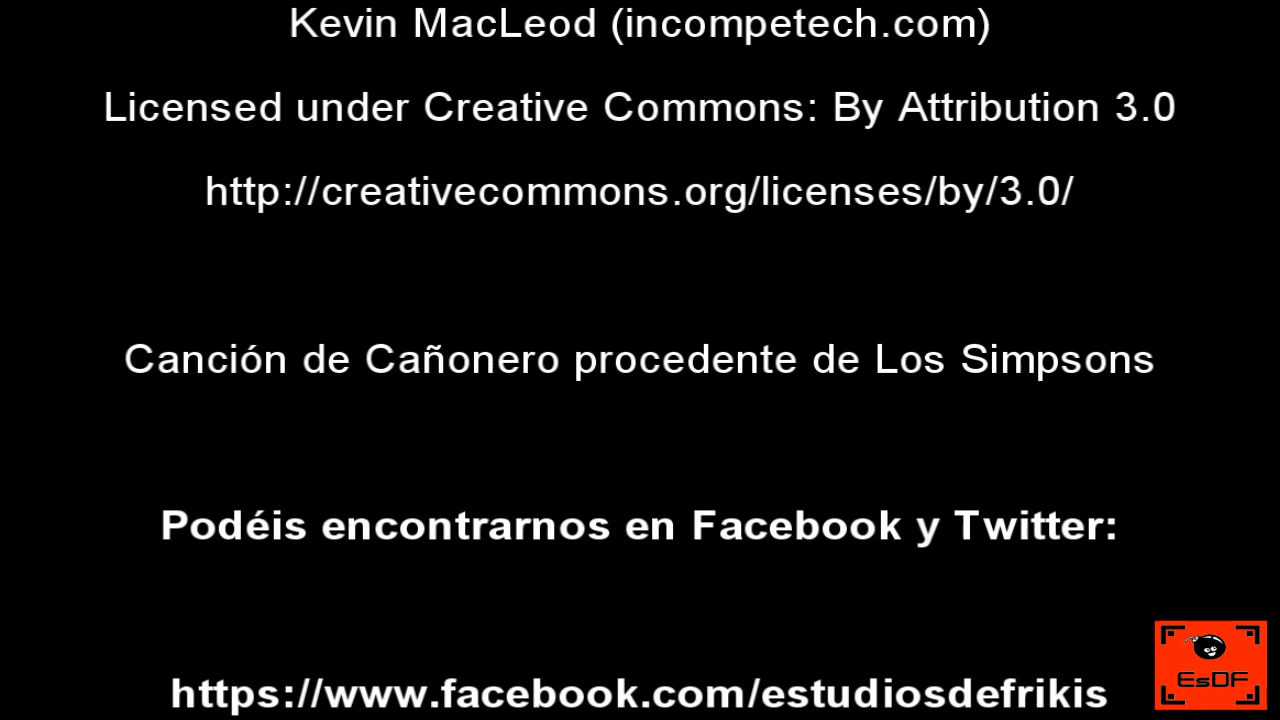 Kevin MacLeod (incompetech.com)
Licensed under Creative Commons: By Attribution 3.0
http://creativecommons.org/licenses/by/3.0/
Canción de Cañonero procedente de Los Simpsons
Podéis encontrarnos en Facebook y Twitter:
https://www.facebook.com/estudiosdefrikis
EsDF